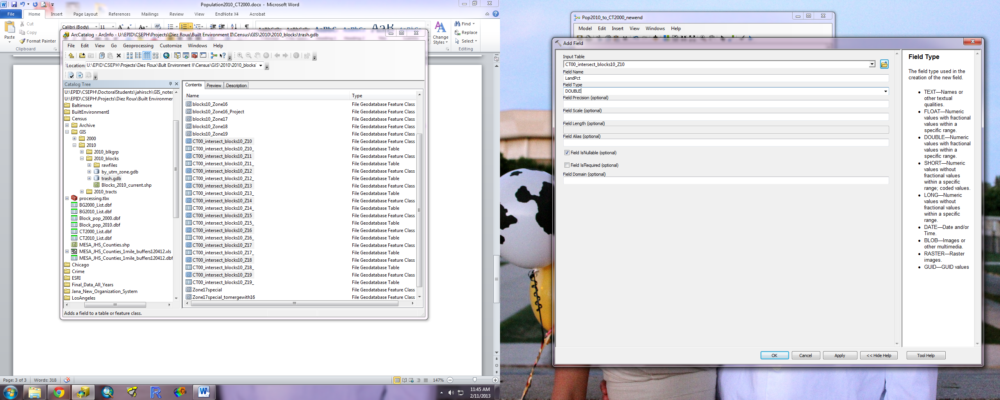 Population2010_CT2000.docx - Microsoft Word
File Home Insert Page Layout References Mailings Review View EndNote X4 Acrobat
Paste
Cut
Copy
Format Painter
Clipboard
Calibri (Body) 11
Change Styles
Find
Replace
Select
Editing
ArcCatalog - ArcInfo - U:\EPID\CSEPH\Projects\Diez Roux\Built Environment II\Census\GIS\2010\2010_blocks\trash.gdb
File Edit View Go Geoprocessing Customize Windows Help
Location: U:\EPID\CSEPH\Projects\Diez Roux\Built Environment II\Census\GIS\2010\2010_blocks\
Catalog Tree
U:\EPID\CSEPH\DoctoralStudents\jahirsch\GIS_notes
U:\EPID\CSEPH\Projects\Diez Roux\Built Environmer
Baltimore
BuiltEnvironmentI
Census
Archive
GIS
2000
2010
2010_blkgrp
2010_blocks
rawfiles
by_utm_zone.gdb
trash.gdb
Blocks_2010_current.shp
2010_tracts
processing.tbx
BG2000_List.dbf
BG2010_List.dbf
Block_pop_2000.dbf
Block_pop_2010.dbf
CT2000_List.dbf
CT2010_List.dbf
MESA_JHS_Counties.shp
MESA_JHS_Counties_1mile_buffers120412.xls
MESA_JHS_Counties_1mile_buffers120412.dbf
Chicago
Crime
ESRI
Final_Data_All_Years
Jana_New_Organization_System
LosAngeles
Contents Preview Description
Name Type
blocks10_Zone16 File Geodatabase Feature Class
blocks10_Zone16_Project File Geodatabase Feature Class
blocks10_Zone17 File Geodatabase Feature Class
blocks10_Zone18 File Geodatabase Feature Class
blocks10_Zone19 File Geodatabase Feature Class
CT00_intersect_blocks10_Z10 File Geodatabase Feature Class
CT00_intersect_blocks10_Z10_ File Geodatabase Table
CT00_intersect_blocks10_Z11 File Geodatabase Feature Class
CT00_intersect_blocks10_Z11_ File Geodatabase Table
CT00_intersect_blocks10_Z12 File Geodatabase Feature Class
CT00_intersect_blocks10_Z12_ File Geodatabase Table
CT00_intersect_blocks10_Z13 File Geodatabase Feature Class
CT00_intersect_blocks10_Z13_ File Geodatabase Table
CT00_intersect_blocks10_Z14 File Geodatabase Feature Class
CT00_intersect_blocks10_Z14_ File Geodatabase Table
CT00_intersect_blocks10_Z15 File Geodatabase Feature Class
CT00_intersect_blocks10_Z15_ File Geodatabase Table
CT00_intersect_blocks10_Z16 File Geodatabase Feature Class
CT00_intersect_blocks10_Z16_ File Geodatabase Table
CT00_intersect_blocks10_Z17 File Geodatabase Feature Class
CT00_intersect_blocks10_Z17_ File Geodatabase Table
CT00_intersect_blocks10_Z18 File Geodatabase Feature Class
CT00_intersect_blocks10_Z18_ File Geodatabase Table
CT00_intersect_blocks10_Z19 File Geodatabase Feature Class
CT00_intersect_blocks10_Z19_ File Geodatabase Table
Zone17special File Geodatabase Feature Class
Zone17special_tomergewith16 File Geodatabase Feature Class
Adds a field to a table or feature class.
Page: 3 of 3 Words: 318 147%
GeoDa
11:45 AM
2/11/2013
Pop2010_to_CT2000_newend
Model Edit Insert View Windows Help
Add Field
Input Table
CT00_intersect_blocks10_Z10
Field Name
LandPct
Field Type
DOUBLE
Field Precision (optional)
Field Scale (optional)
Field Length (optional)
Field Alias (optional)
Field IsNullable (optional)
Field IsRequired (optional)
Field Domain (optional)
OK Cancel Apply << Hide Help Tool Help
Field Type
The field type used in the
creation of the new field.
• TEXT—Names or
other textual
qualities.
• FLOAT—Numeric
values with fractional
values within a
specific range.
• DOUBLE—Numeric
values with fractional
values within a
specific range.
• SHORT—Numeric
values without
fractional values
within a specific
range; coded values.
• LONG—Numeric
values without
fractional values
within a specific
range.
• DATE—Date and/or
Time.
• BLOB—Images or
other multimedia.
• RASTER—Raster
images.
• GUID—GUID values